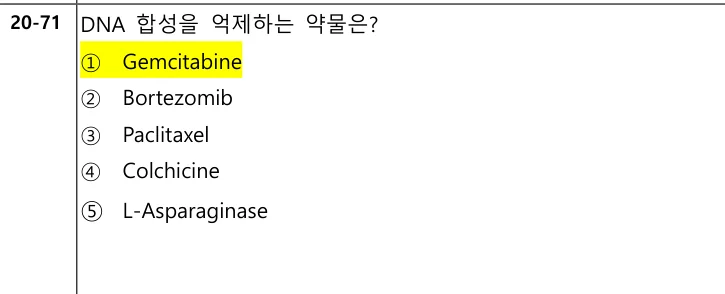 20-71 DNA 합성을 억제하는 약물은?
① Gemcitabine
② Bortezomib
③ Paclitaxel
④ Colchicine
⑤ L-Asparaginase